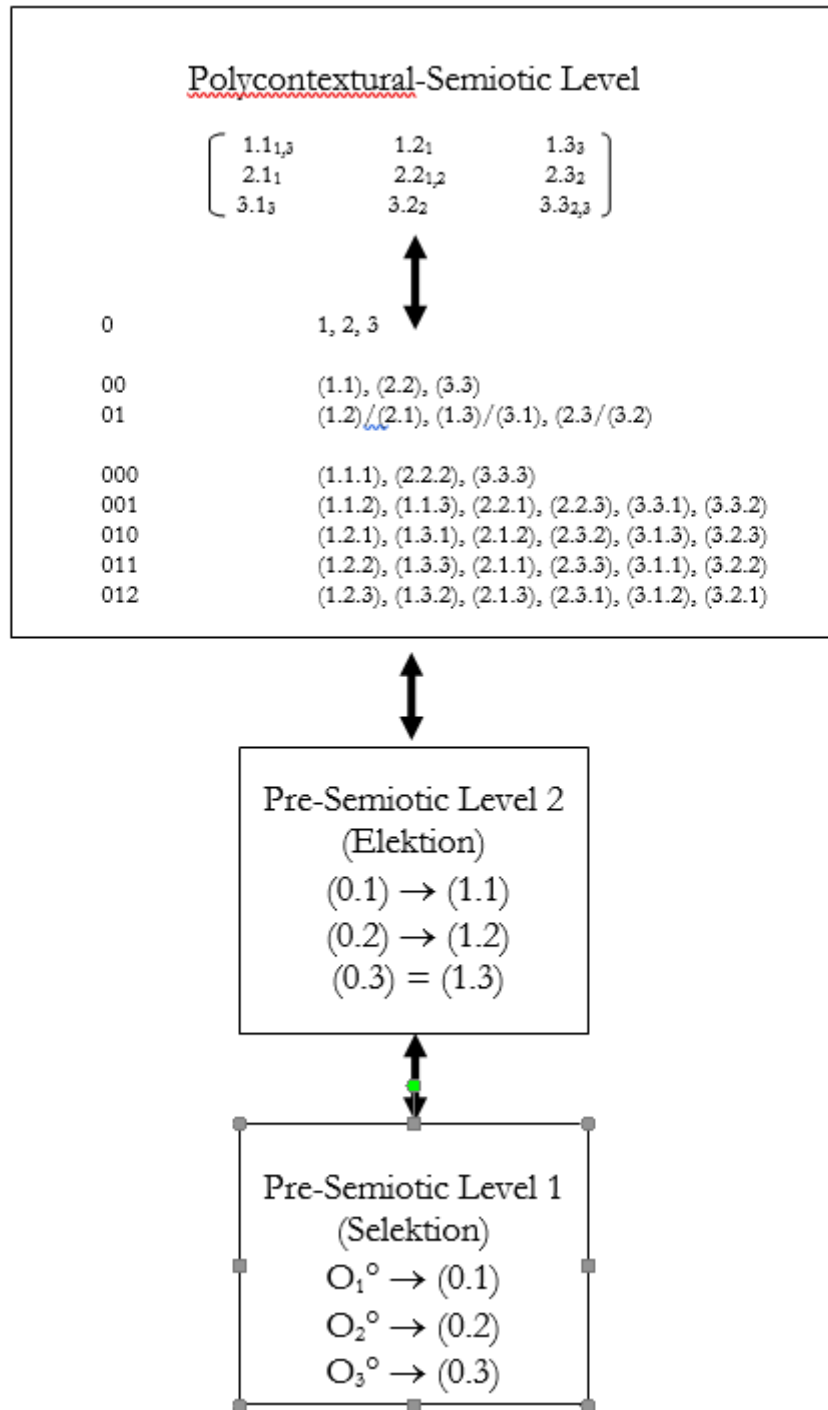 Polycontextural-Semiotic Level
1.1₁,₃ 1.2₁ 1.3₃
2.1₁ 2.2₁,₂ 2.3₂
3.1₃ 3.2₂ 3.3₂,₃
0 1, 2, 3
00 (1.1), (2.2), (3.3)
01 (1.2)/(2.1), (1.3)/(3.1), (2.3/(3.2)
000 (1.1.1), (2.2.2), (3.3.3)
001 (1.1.2), (1.1.3), (2.2.1), (2.2.3), (3.3.1), (3.3.2)
010 (1.2.1), (1.3.1), (2.1.2), (2.3.2), (3.1.3), (3.2.3)
011 (1.2.2), (1.3.3), (2.1.1), (2.3.3), (3.1.1), (3.2.2)
012 (1.2.3), (1.3.2), (2.1.3), (2.3.1), (3.1.2), (3.2.1)
Pre-Semiotic Level 2
(Elektion)
(0.1) → (1.1)
(0.2) → (1.2)
(0.3) = (1.3)
Pre-Semiotic Level 1
(Selektion)
O₁° → (0.1)
O₂° → (0.2)
O₃° → (0.3)